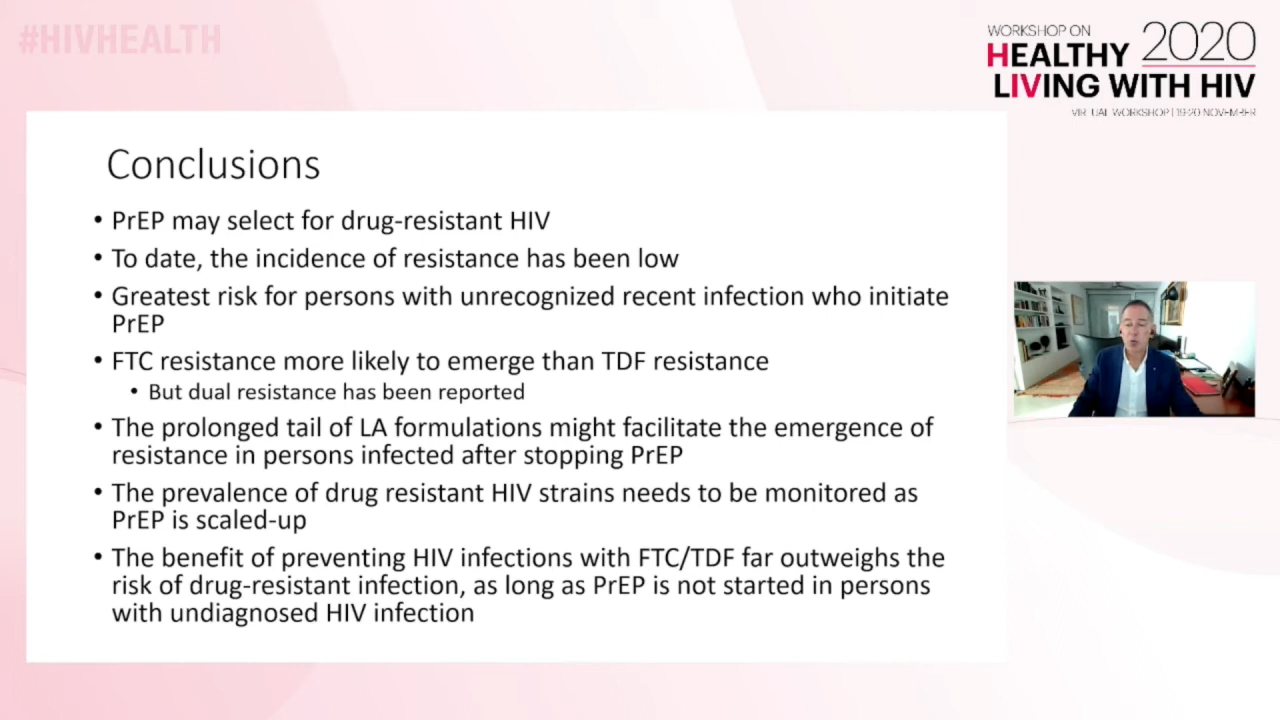 #HIVHEALTH
WORKSHOP ON
HEALTHY 2020
LIVING WITH HIV
VIRTUAL WORKSHOP | 19-20 NOVEMBER
Conclusions
• PrEP may select for drug-resistant HIV
• To date, the incidence of resistance has been low
• Greatest risk for persons with unrecognized recent infection who initiate
PrEP
• FTC resistance more likely to emerge than TDF resistance
• But dual resistance has been reported
• The prolonged tail of LA formulations might facilitate the emergence of
resistance in persons infected after stopping PrEP
• The prevalence of drug resistant HIV strains needs to be monitored as
PrEP is scaled-up
• The benefit of preventing HIV infections with FTC/TDF far outweighs the
risk of drug-resistant infection, as long as PrEP is not started in persons
with undiagnosed HIV infection